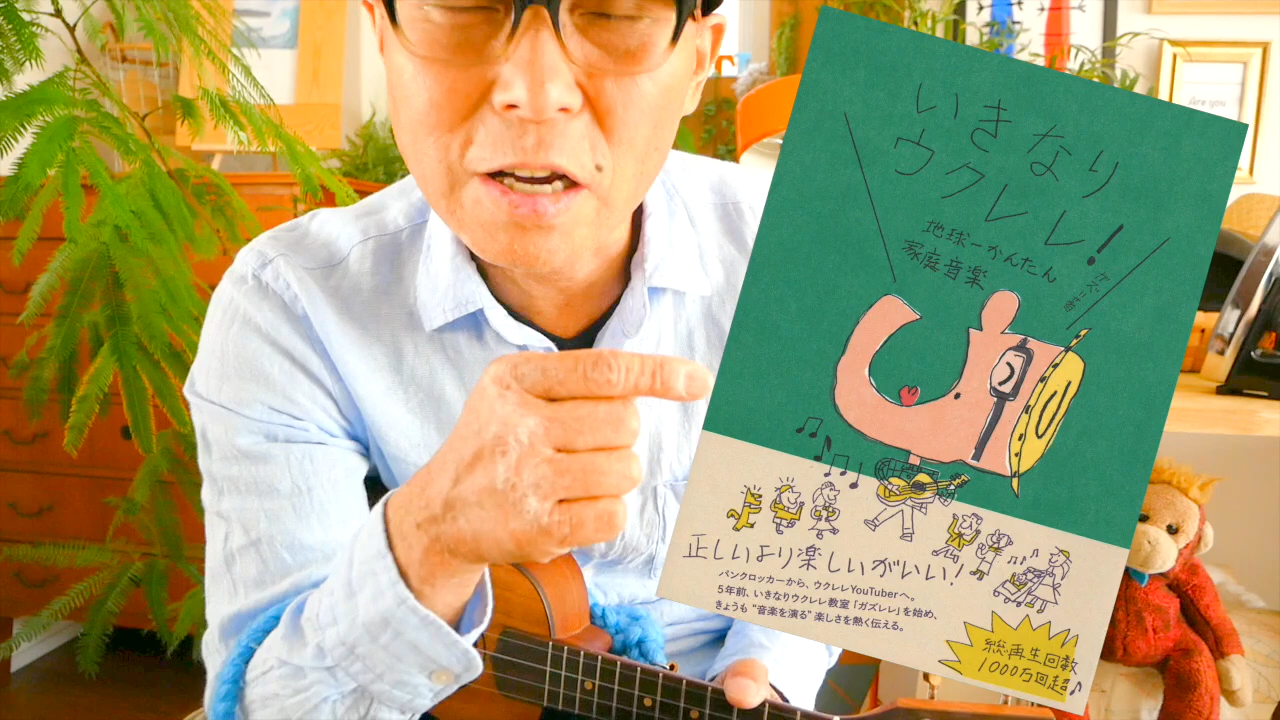 いきなり
ウクレレ!
地球一かんたん
家庭音楽
ガズ
正しいより楽しいがいい!
パンクロッカーから、ウクレレYouTuberへ。
5年前、いきなりウクレレ教室「ガズレレ」を始め、
きょうも“音楽を演る”楽しさを熱く伝える。
総再生回数
1000万回超♪
Are you